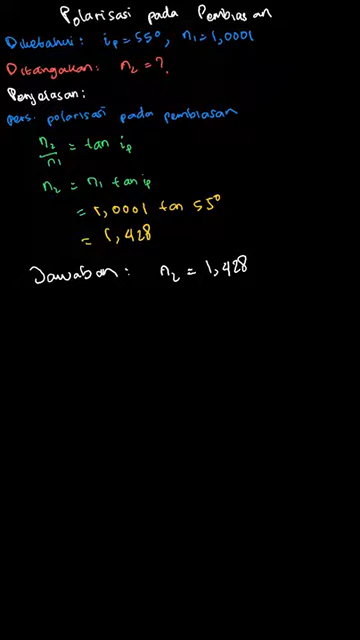 Polarisasi pada Pembiasan
Diketahui: ip = 55°, n1 = 1,0001
Ditanyakan: n2 = ?
Penjelasan:
Pers. polarisasi pada pembiasan
n2/n1 = tan ip
n2 = n1 tan ip
= 1,0001 tan 55°
= 1,428
Jawaban: n2 = 1,428